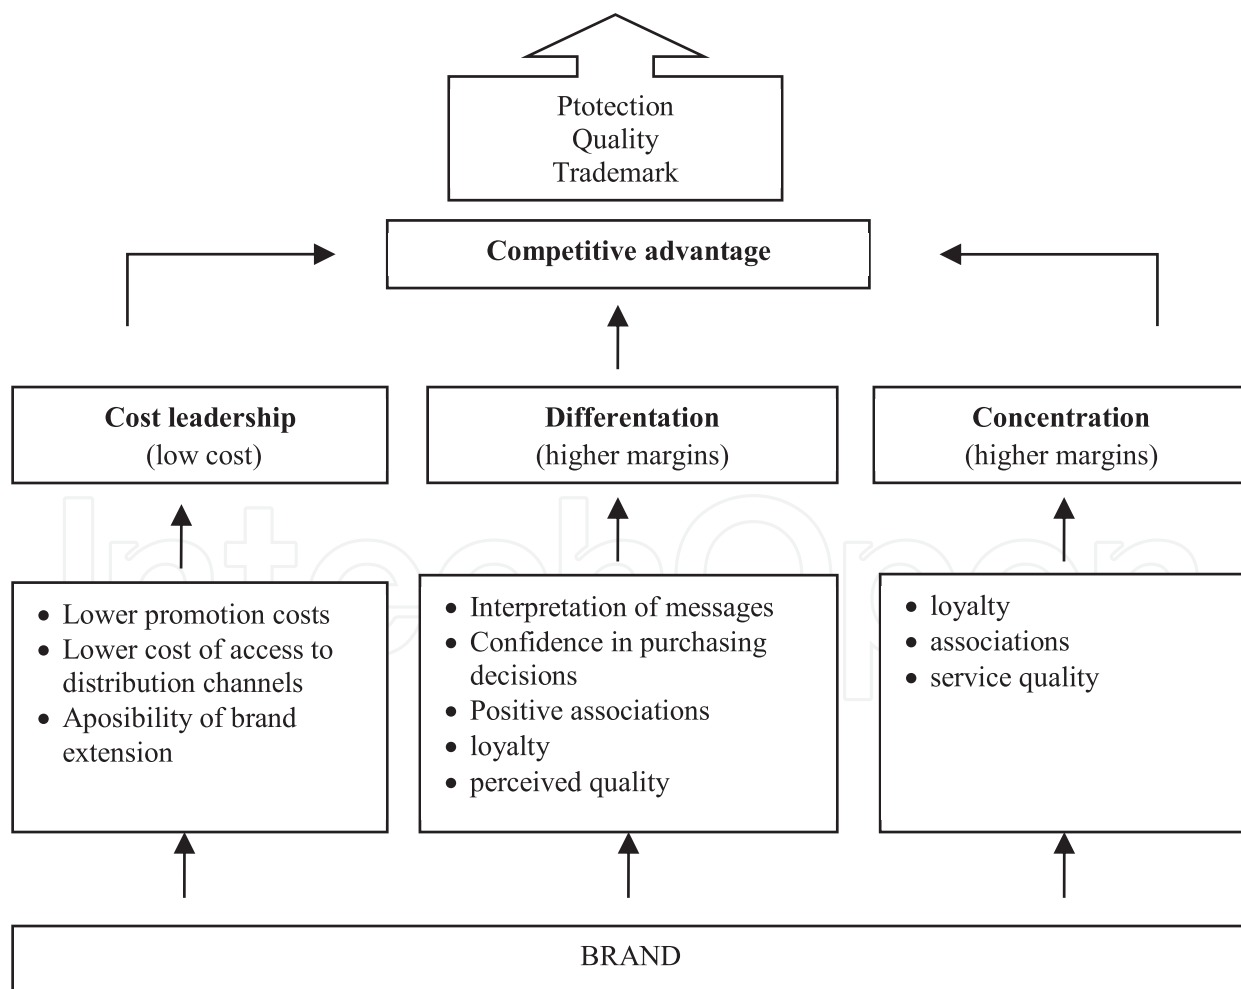 Ptotection
Quality
Trademark
Competitive advantage
Cost leadership
(low cost)
Differentation
(higher margins)
Concentration
(higher margins)
• Lower promotion costs
• Lower cost of access to
distribution channels
• Aposibility of brand
extension
• Interpretation of messages
• Confidence in purchasing
decisions
• Positive associations
• loyalty
• perceived quality
• loyalty
• associations
• service quality
IntechOpen
BRAND